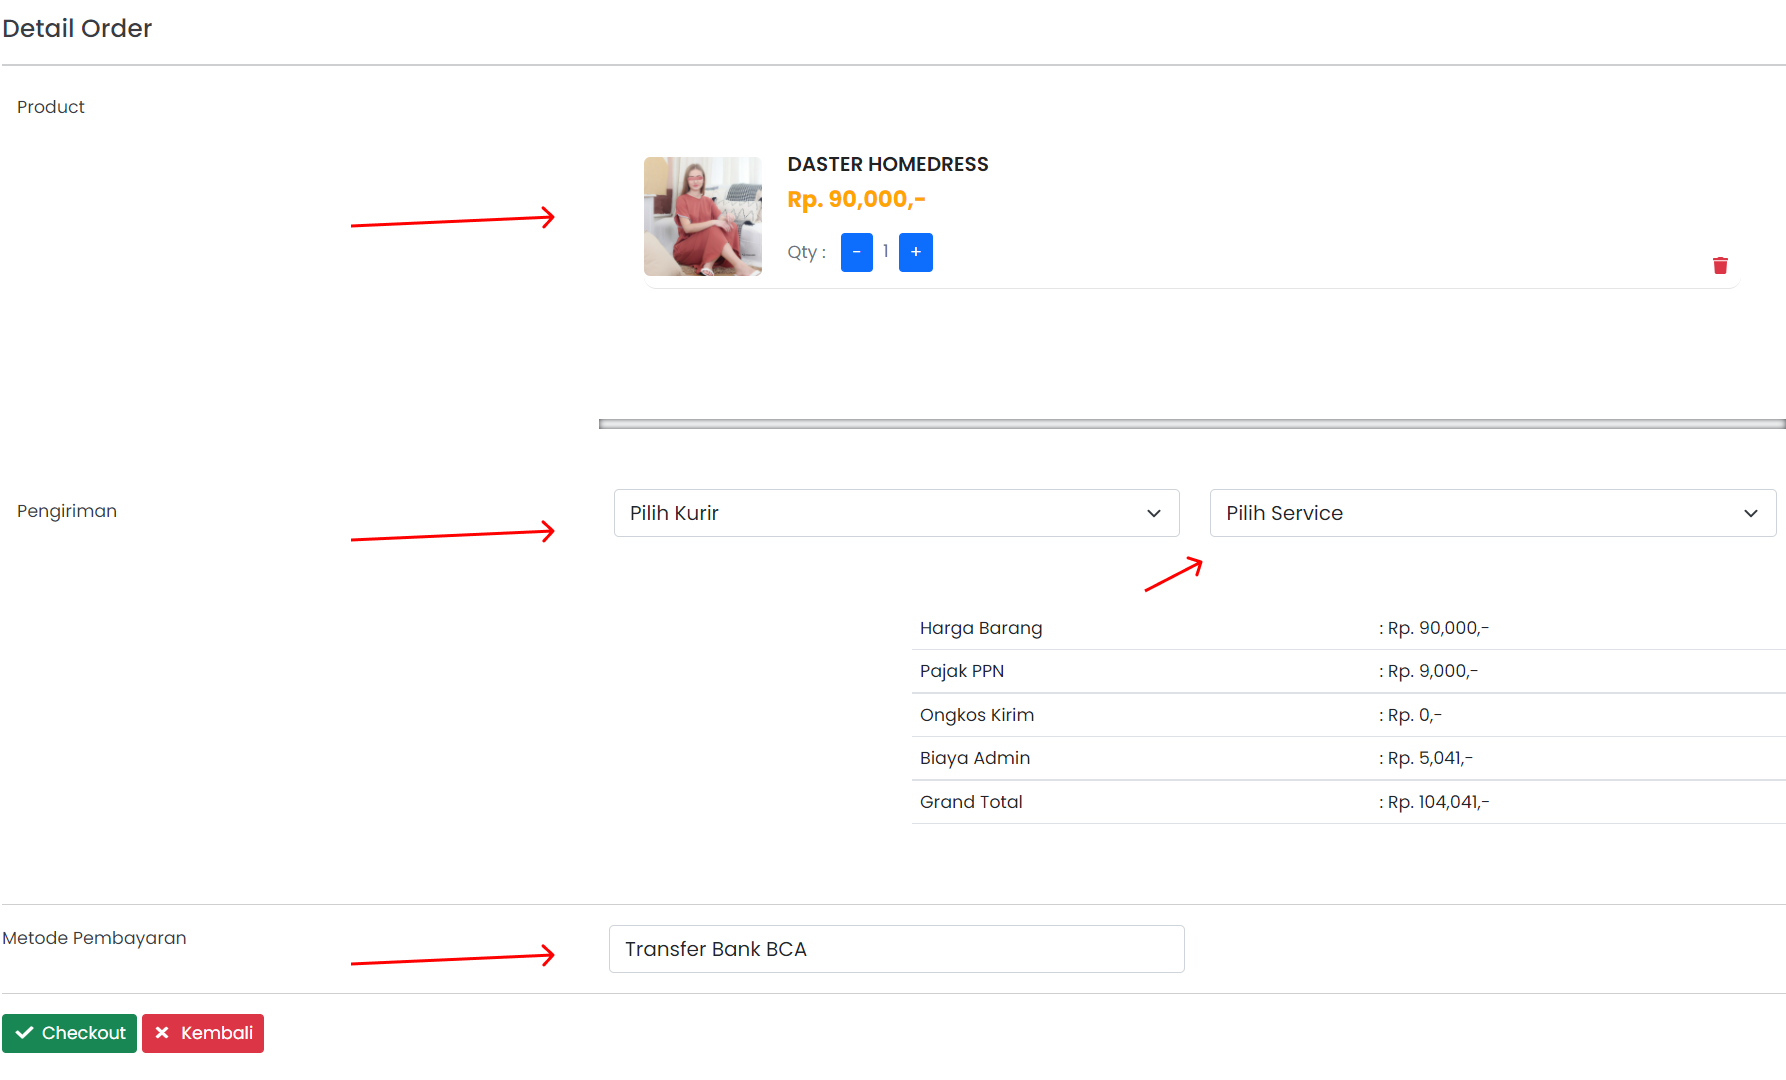 Detail Order
Product
DASTER HOMEDRESS
Rp. 90,000,-
Qty : - 1 +
Pengiriman
Pilih Kurir
Pilih Service
Harga Barang : Rp. 90,000,-
Pajak PPN : Rp. 9,000,-
Ongkos Kirim : Rp. 0,-
Biaya Admin : Rp. 5,041,-
Grand Total : Rp. 104,041,-
Metode Pembayaran
Transfer Bank BCA
Checkout
Kembali